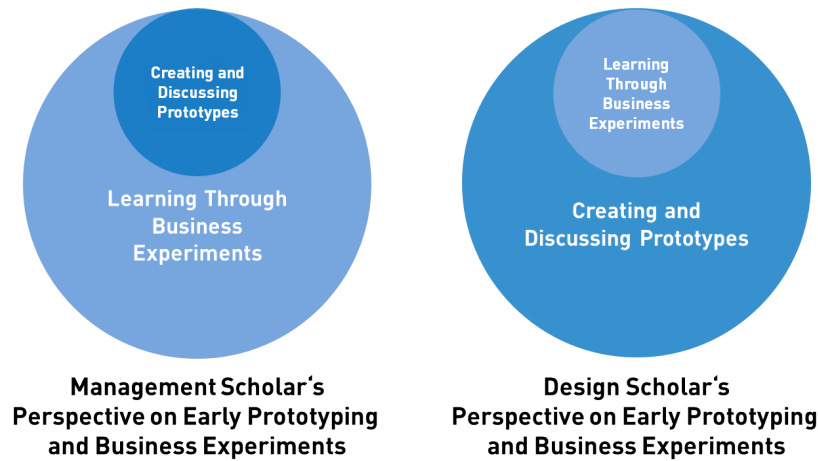 Creating and
Discussing
Prototypes
Learning Through
Business
Experiments
Management Scholar‘s
Perspective on Early Prototyping
and Business Experiments
Learning
Through
Business
Experiments
Creating and
Discussing Prototypes
Design Scholar‘s
Perspective on Early Prototyping
and Business Experiments